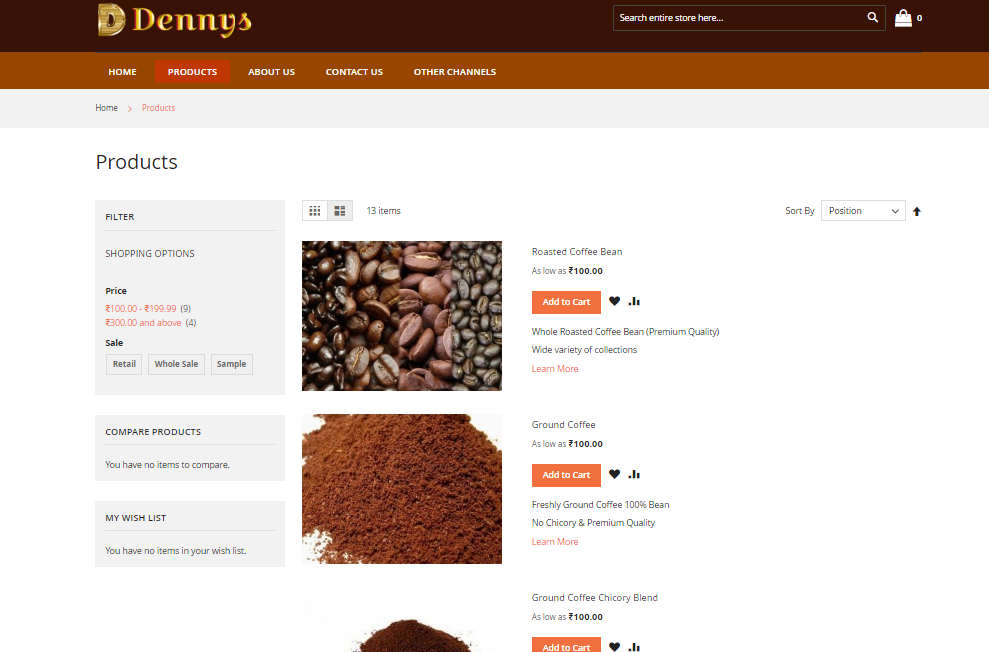 Dennys
Search entire store here...
0
HOME PRODUCTS ABOUT US CONTACT US OTHER CHANNELS
Home > Products
Products
FILTER
SHOPPING OPTIONS
Price
₹100.00 - ₹199.99 (9)
₹300.00 and above (4)
Sale
Retail Whole Sale Sample
COMPARE PRODUCTS
You have no items to compare.
MY WISH LIST
You have no items in your wish list.
13 items
Sort By Position
Roasted Coffee Bean
As low as ₹100.00
Add to Cart
Whole Roasted Coffee Bean (Premium Quality)
Wide variety of collections
Learn More
Ground Coffee
As low as ₹100.00
Add to Cart
Freshly Ground Coffee 100% Bean
No Chicory & Premium Quality
Learn More
Ground Coffee Chicory Blend
As low as ₹100.00
Add to Cart